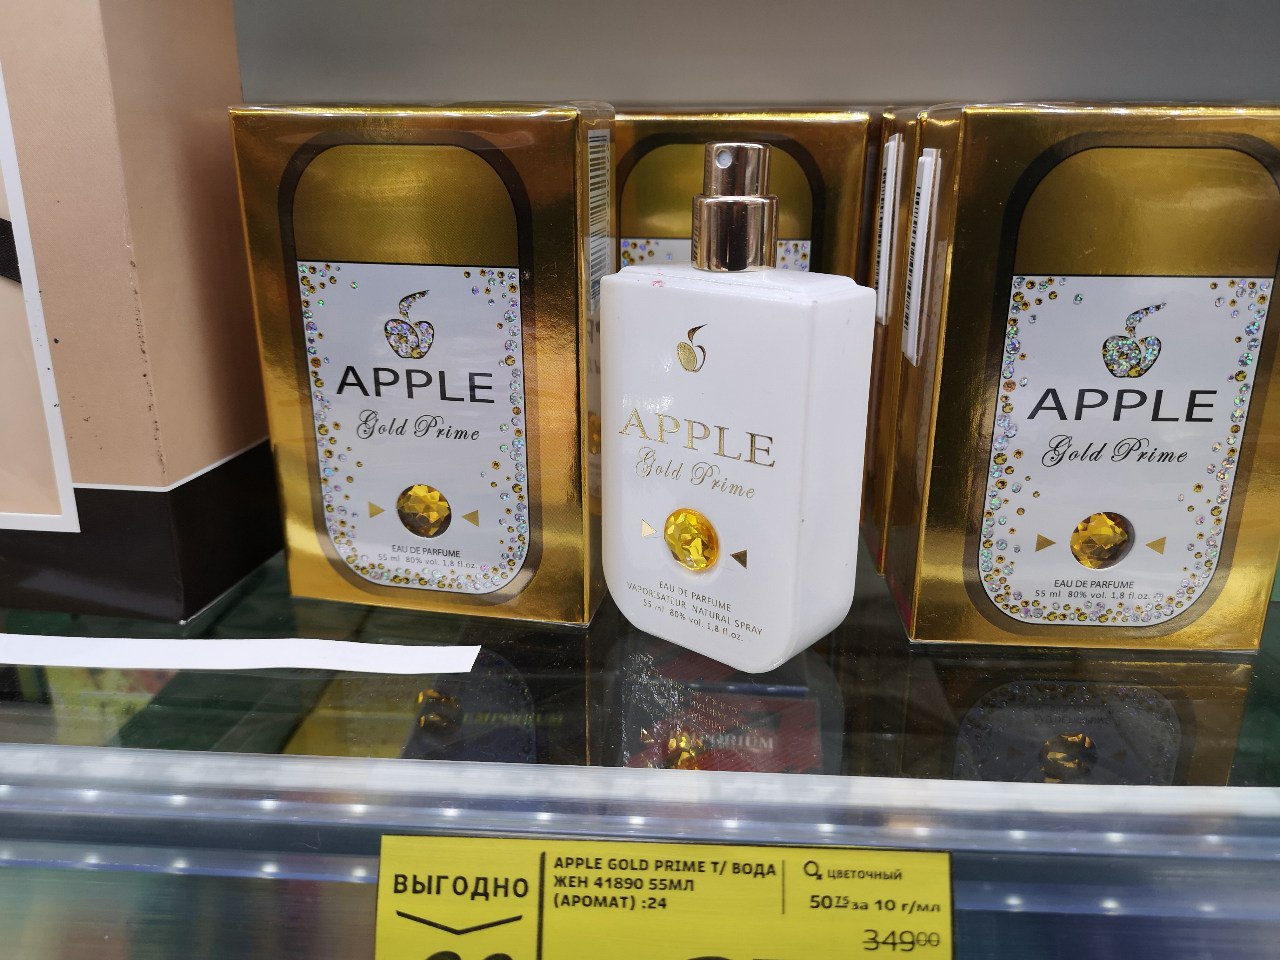 APPLE
Gold Prime
EAU DE PARFUME
55 ml 80% vol. 1,8 fl.oz.
APPLE
Gold Prime
EAU DE PARFUME
VAPORISATEUR NATURAL SPRAY
55 ml. 80% vol. 1,8 fl.oz.
APPLE
Gold Prime
EAU DE PARFUME
55 ml 80% vol. 1,8 fl.oz.
EMPORIUM
EMPORIUM
ВЫГОДНО
APPLE GOLD PRIME Т/ ВОДА
ЖЕН 41890 55МЛ
(АРОМАТ) :24
ЦВЕТОЧНЫЙ
50 75 за 10 г/мл
349 00